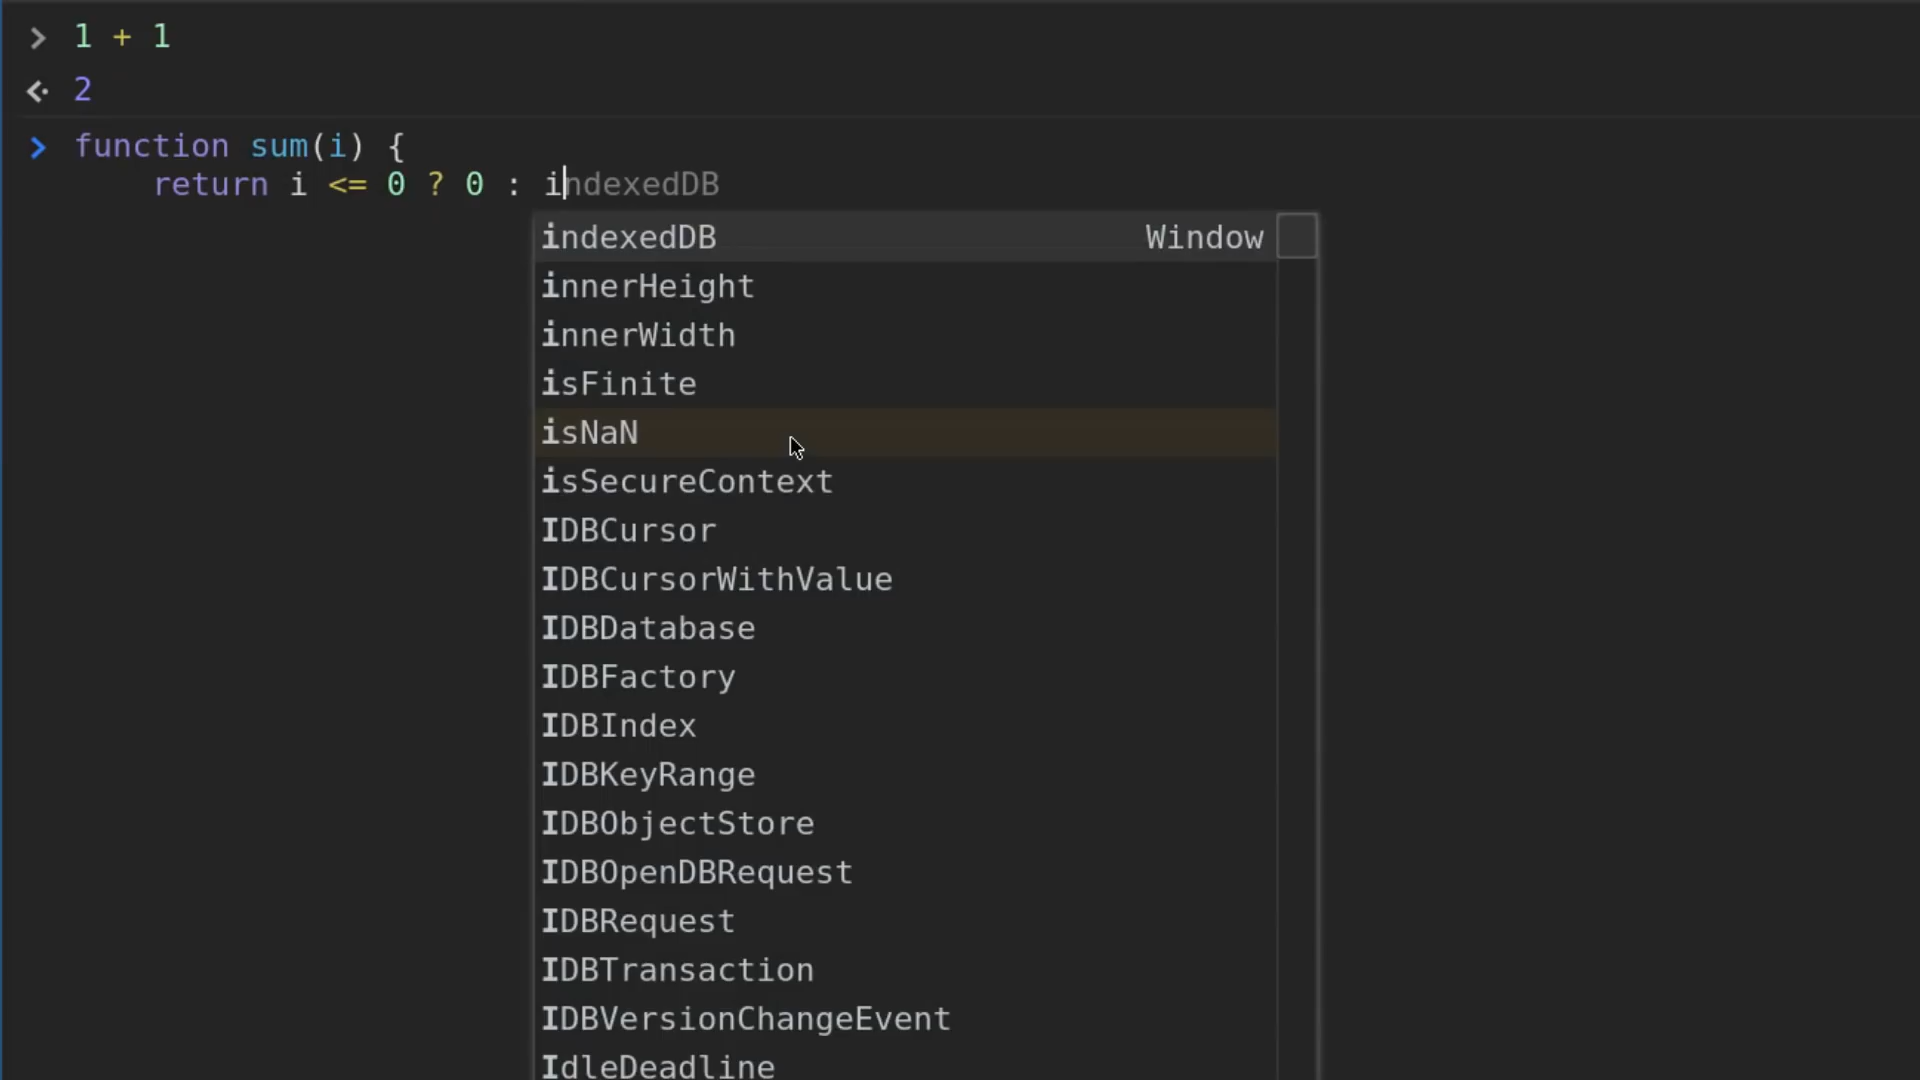 > 1 + 1
2
> function sum(i) {
return i <= 0 ? 0 : indexedDB
indexedDB Window
innerHeight
innerWidth
isFinite
isNaN
isSecureContext
IDBCursor
IDBCursorWithValue
IDBDatabase
IDBFactory
IDBIndex
IDBKeyRange
IDBObjectStore
IDBOpenDBRequest
IDBRequest
IDBTransaction
IDBVersionChangeEvent
IdleDeadline